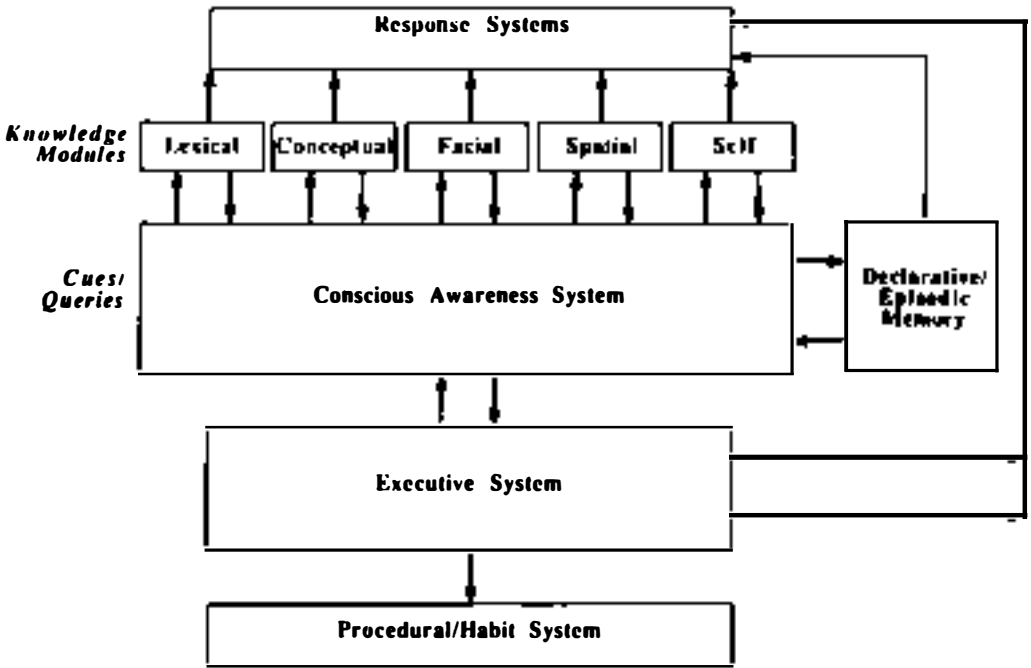 Response Systems
Knowledge
Modules
Lexical
Conceptual
Facial
Spatial
Self
Cues/
Queries
Conscious Awareness System
Declarative/
Episodic
Memory
Executive System
Procedural/Habit System